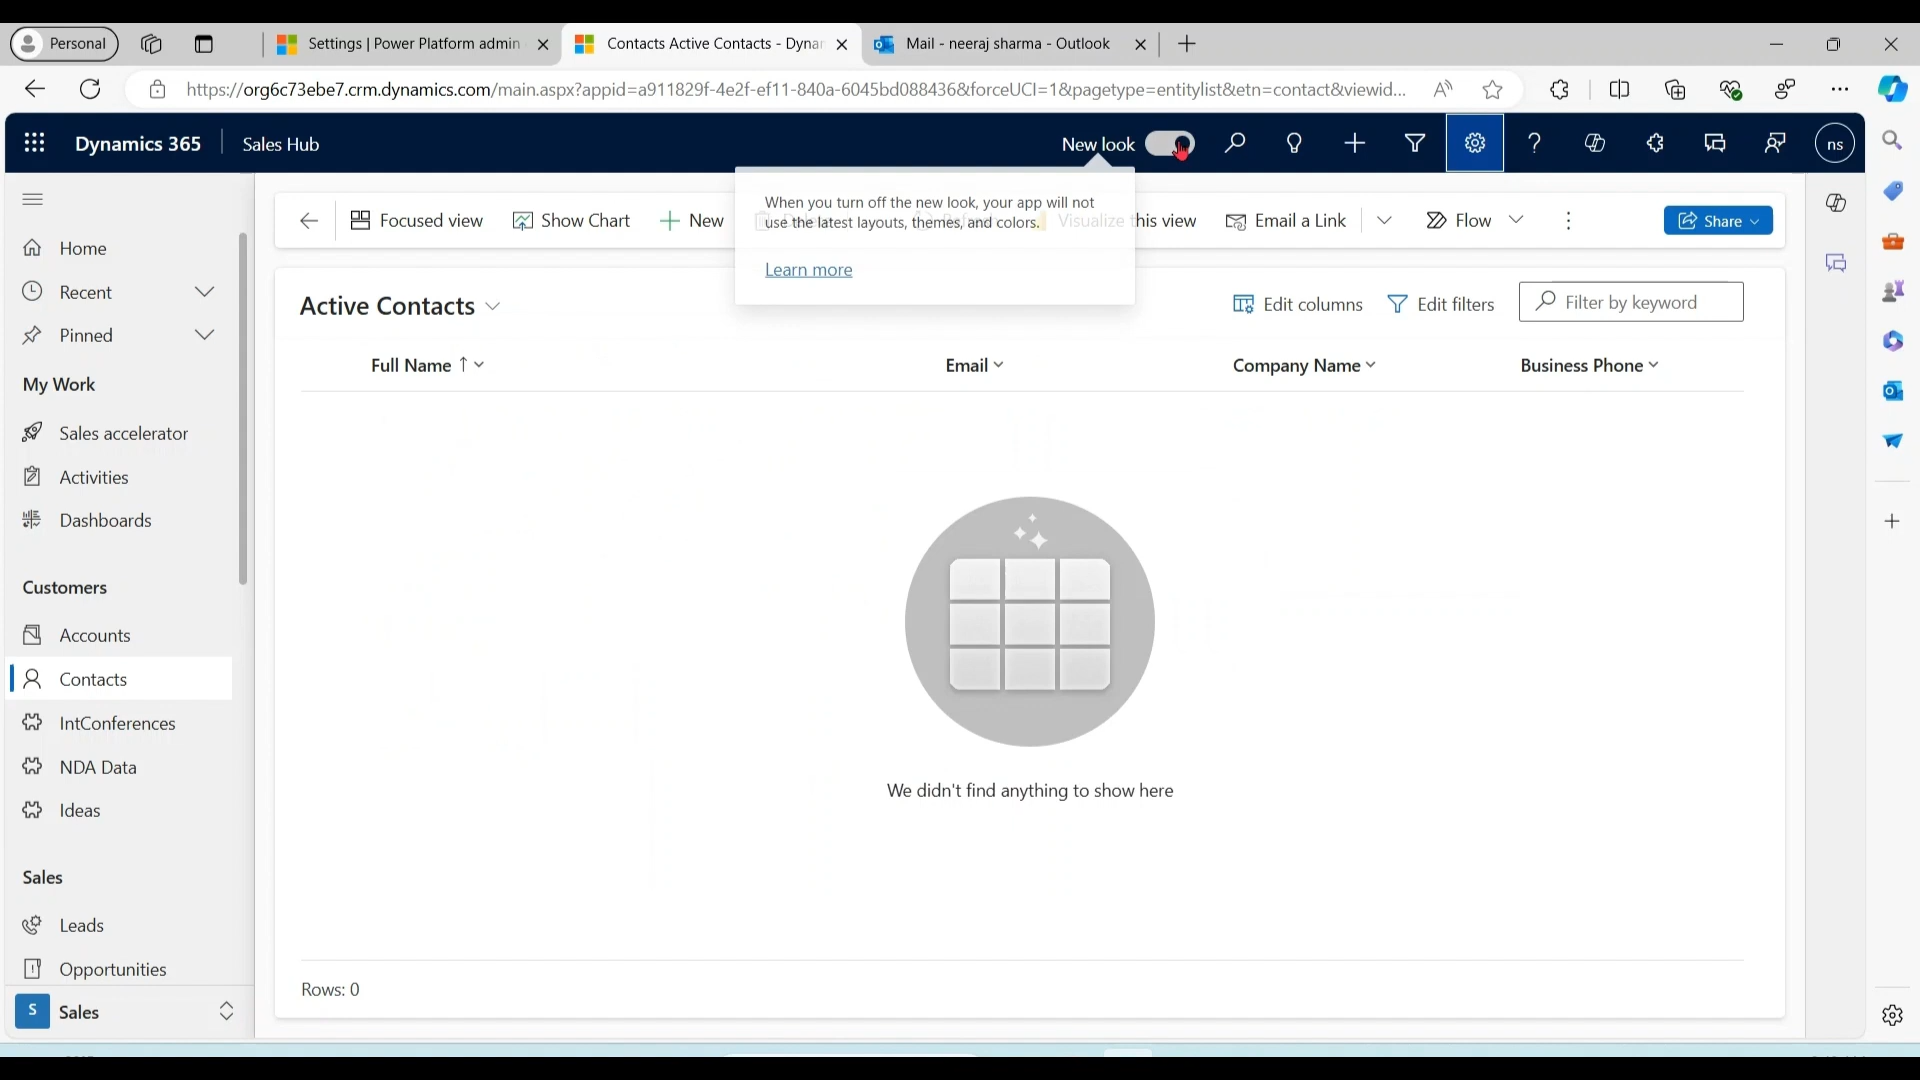 Personal
Settings | Power Platform admin
Contacts Active Contacts - Dynar
Mail - neeraj sharma - Outlook
https://org6c73ebe7.crm.dynamics.com/main.aspx?appid=a911829f-4e2f-ef11-840a-6045bd088436&forceUCI=1&pagetype=entitylist&etn=contact&viewid...
Dynamics 365
Sales Hub
New look
ns
Focused view
Show Chart
New
When you turn off the new look, your app will not
use the latest layouts, themes, and colors.
Learn more
Visualize this view
Email a Link
Flow
Share
Home
Recent
Pinned
My Work
Sales accelerator
Activities
Dashboards
Customers
Accounts
Contacts
IntConferences
NDA Data
Ideas
Sales
Leads
Opportunities
S Sales
Active Contacts
Edit columns
Edit filters
Filter by keyword
Full Name
Email
Company Name
Business Phone
We didn't find anything to show here
Rows: 0